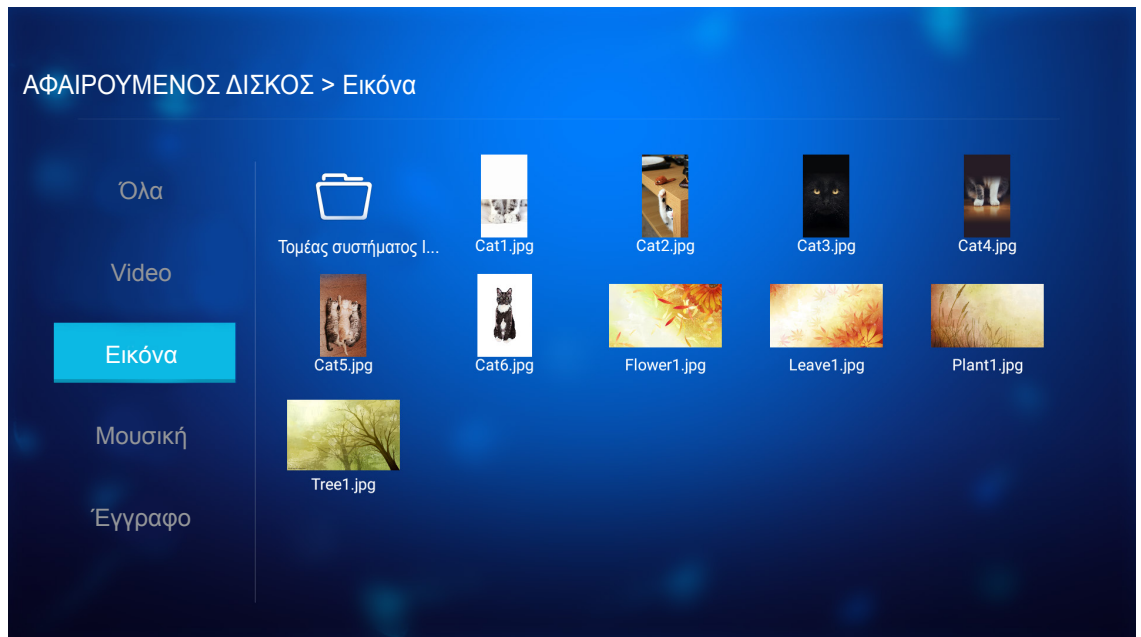 ΑΦΑΙΡΟΥΜΕΝΟΣ ΔΙΣΚΟΣ > Εικόνα
Όλα
Video
Εικόνα
Μουσική
Έγγραφο
Τομέας συστήματος I...
Cat1.jpg
Cat2.jpg
Cat3.jpg
Cat4.jpg
Cat5.jpg
Cat6.jpg
Flower1.jpg
Leave1.jpg
Plant1.jpg
Tree1.jpg